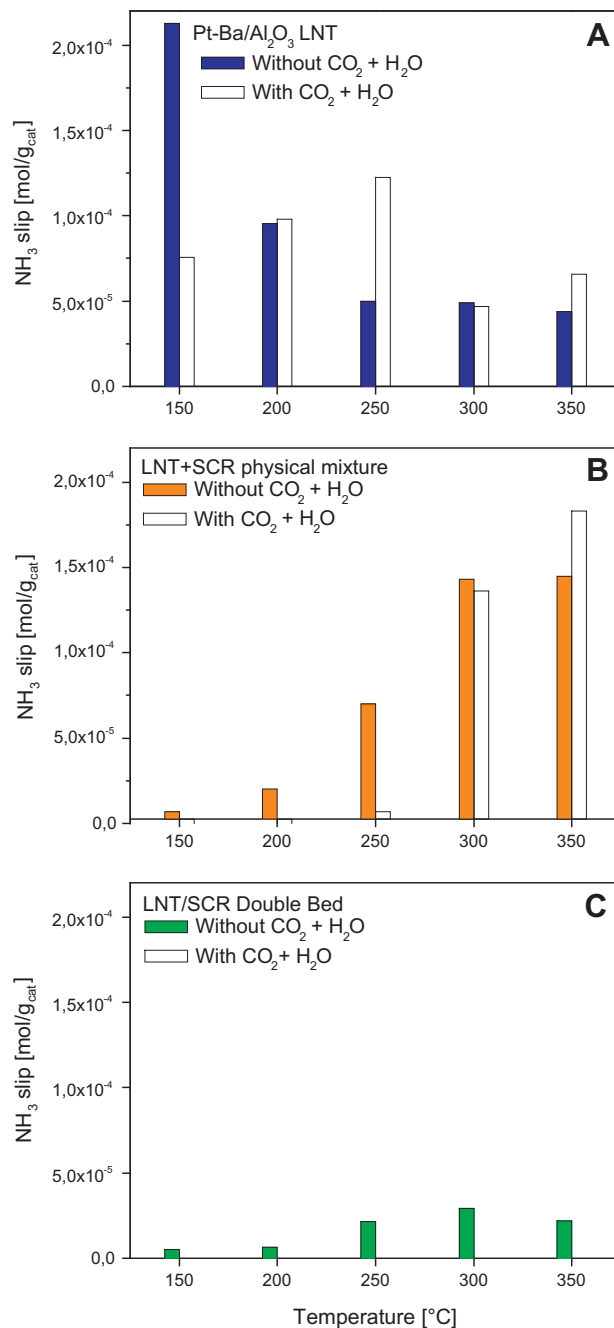 Pt-Ba/Al₂O₃ LNT
A
Without CO₂ + H₂O
With CO₂ + H₂O
NH₃ slip [mol/g_cat]
2,0x10⁻⁴
1,5x10⁻⁴
1,0x10⁻⁴
5,0x10⁻⁵
0,0
150 200 250 300 350
LNT+SCR physical mixture
B
Without CO₂ + H₂O
With CO₂ + H₂O
NH₃ slip [mol/g_cat]
2,0x10⁻⁴
1,5x10⁻⁴
1,0x10⁻⁴
5,0x10⁻⁵
0,0
150 200 250 300 350
LNT/SCR Double Bed
C
Without CO₂ + H₂O
With CO₂+ H₂O
NH₃ slip [mol/g_cat]
2,0x10⁻⁴
1,5x10⁻⁴
1,0x10⁻⁴
5,0x10⁻⁵
0,0
150 200 250 300 350
Temperature [°C]